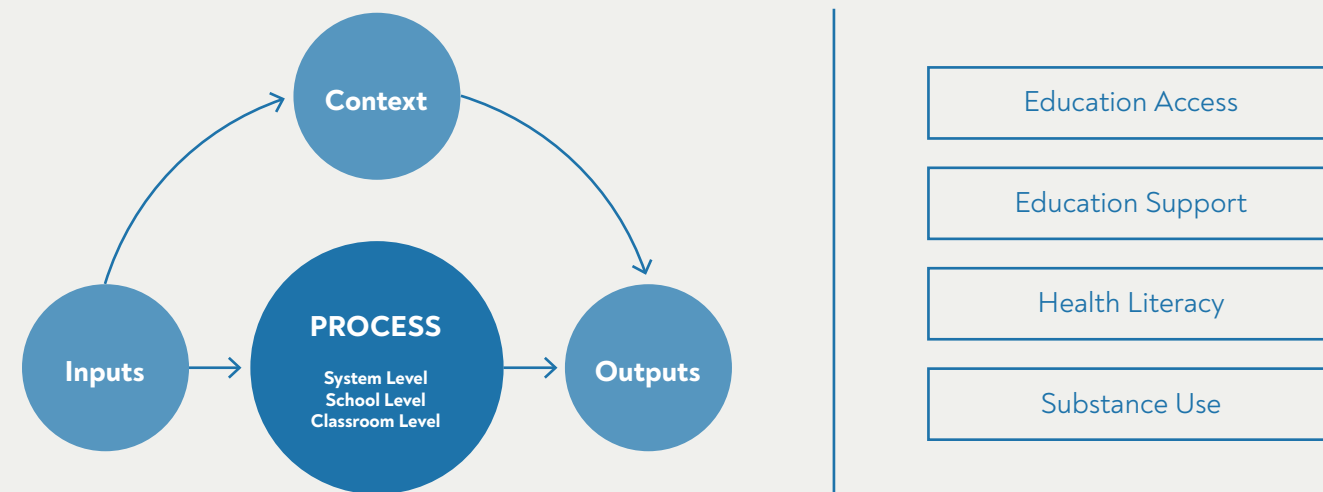 Context
Inputs
PROCESS
System Level
School Level
Classroom Level
Outputs
Education Access
Education Support
Health Literacy
Substance Use